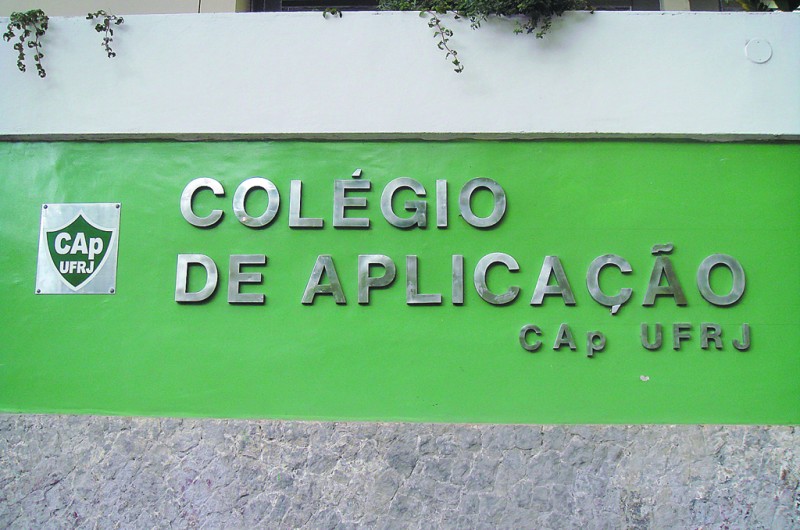 COLÉGIO
DE APLICAÇÃO
CAp UFRJ
CAp
UFRJ